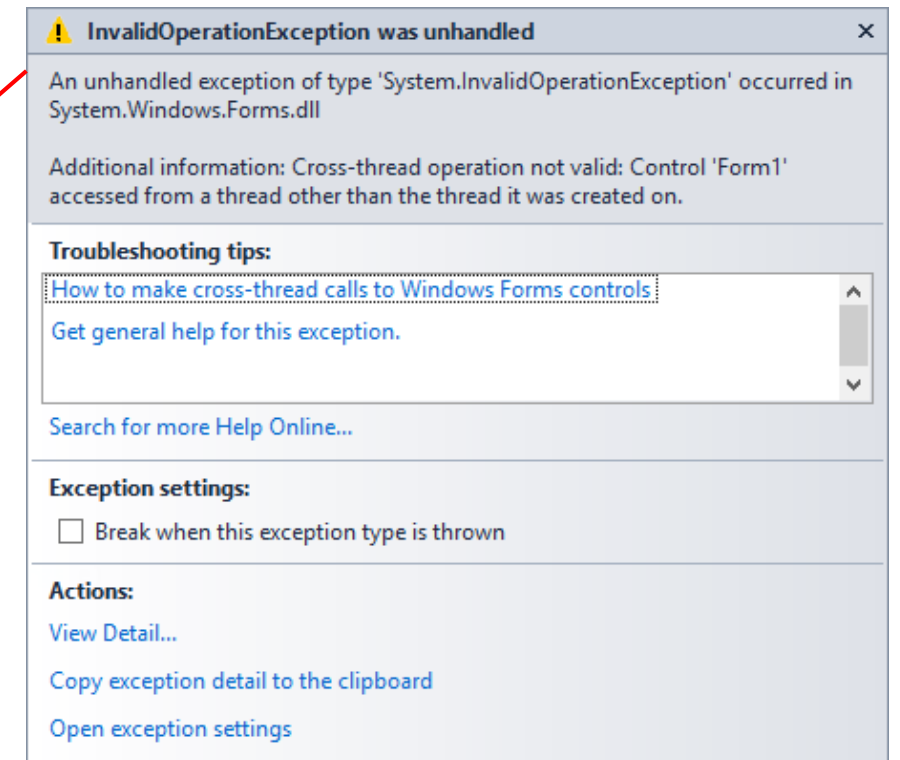 InvalidOperationException was unhandled
An unhandled exception of type 'System.InvalidOperationException' occurred in
System.Windows.Forms.dll
Additional information: Cross-thread operation not valid: Control 'Form1'
accessed from a thread other than the thread it was created on.
Troubleshooting tips:
How to make cross-thread calls to Windows Forms controls
Get general help for this exception.
Search for more Help Online...
Exception settings:
Break when this exception type is thrown
Actions:
View Detail...
Copy exception detail to the clipboard
Open exception settings